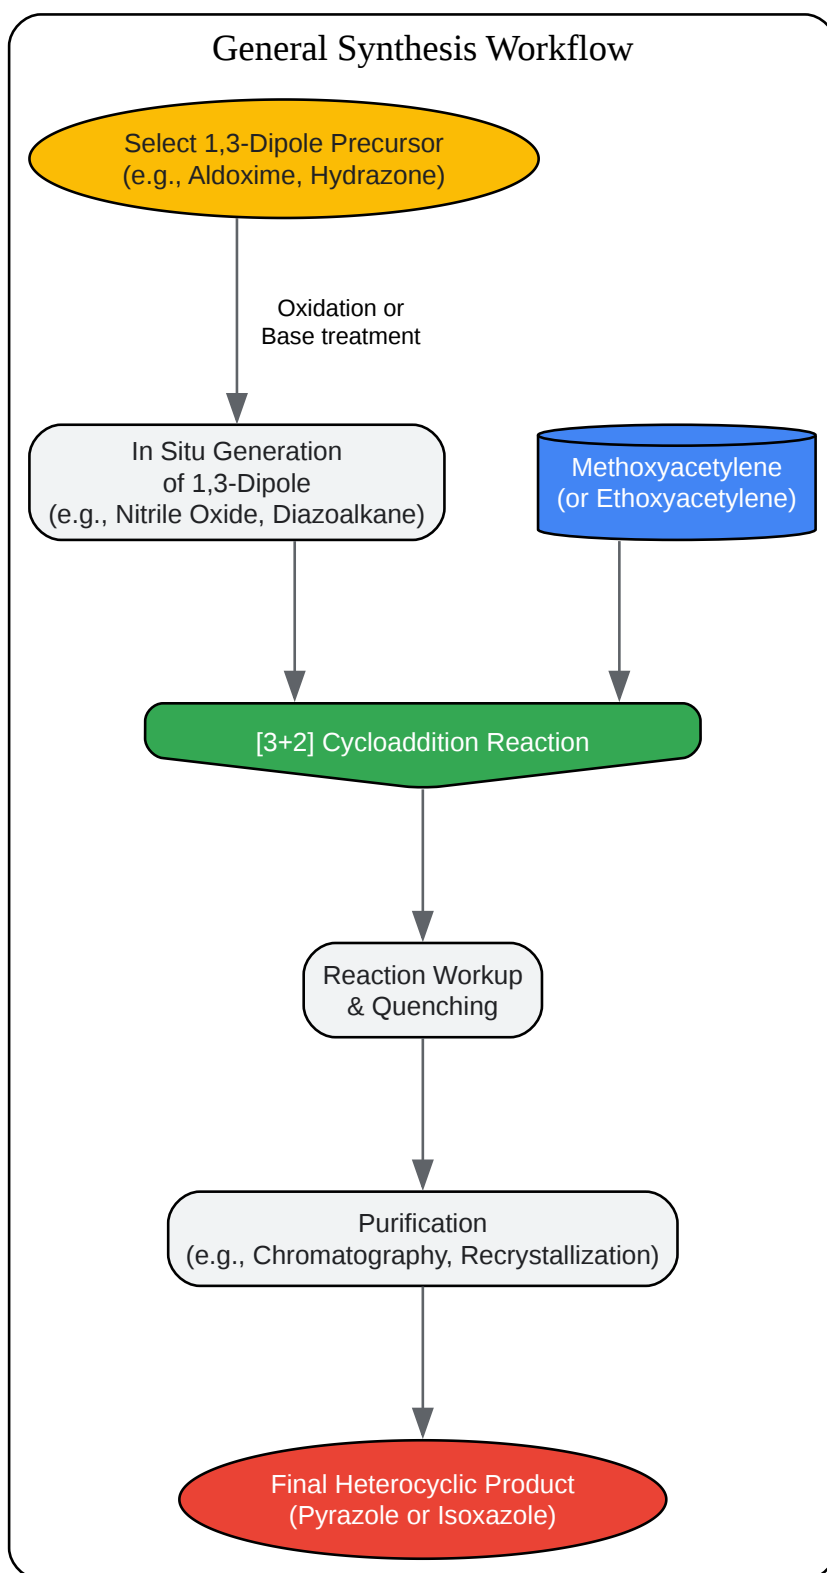 General Synthesis Workflow
Select 1,3-Dipole Precursor
(e.g., Aldoxime, Hydrazone)
Oxidation or
Base treatment
In Situ Generation
of 1,3-Dipole
(e.g., Nitrile Oxide, Diazoalkane)
Methoxyacetylene
(or Ethoxyacetylene)
[3+2] Cycloaddition Reaction
Reaction Workup
& Quenching
Purification
(e.g., Chromatography, Recrystallization)
Final Heterocyclic Product
(Pyrazole or Isoxazole)